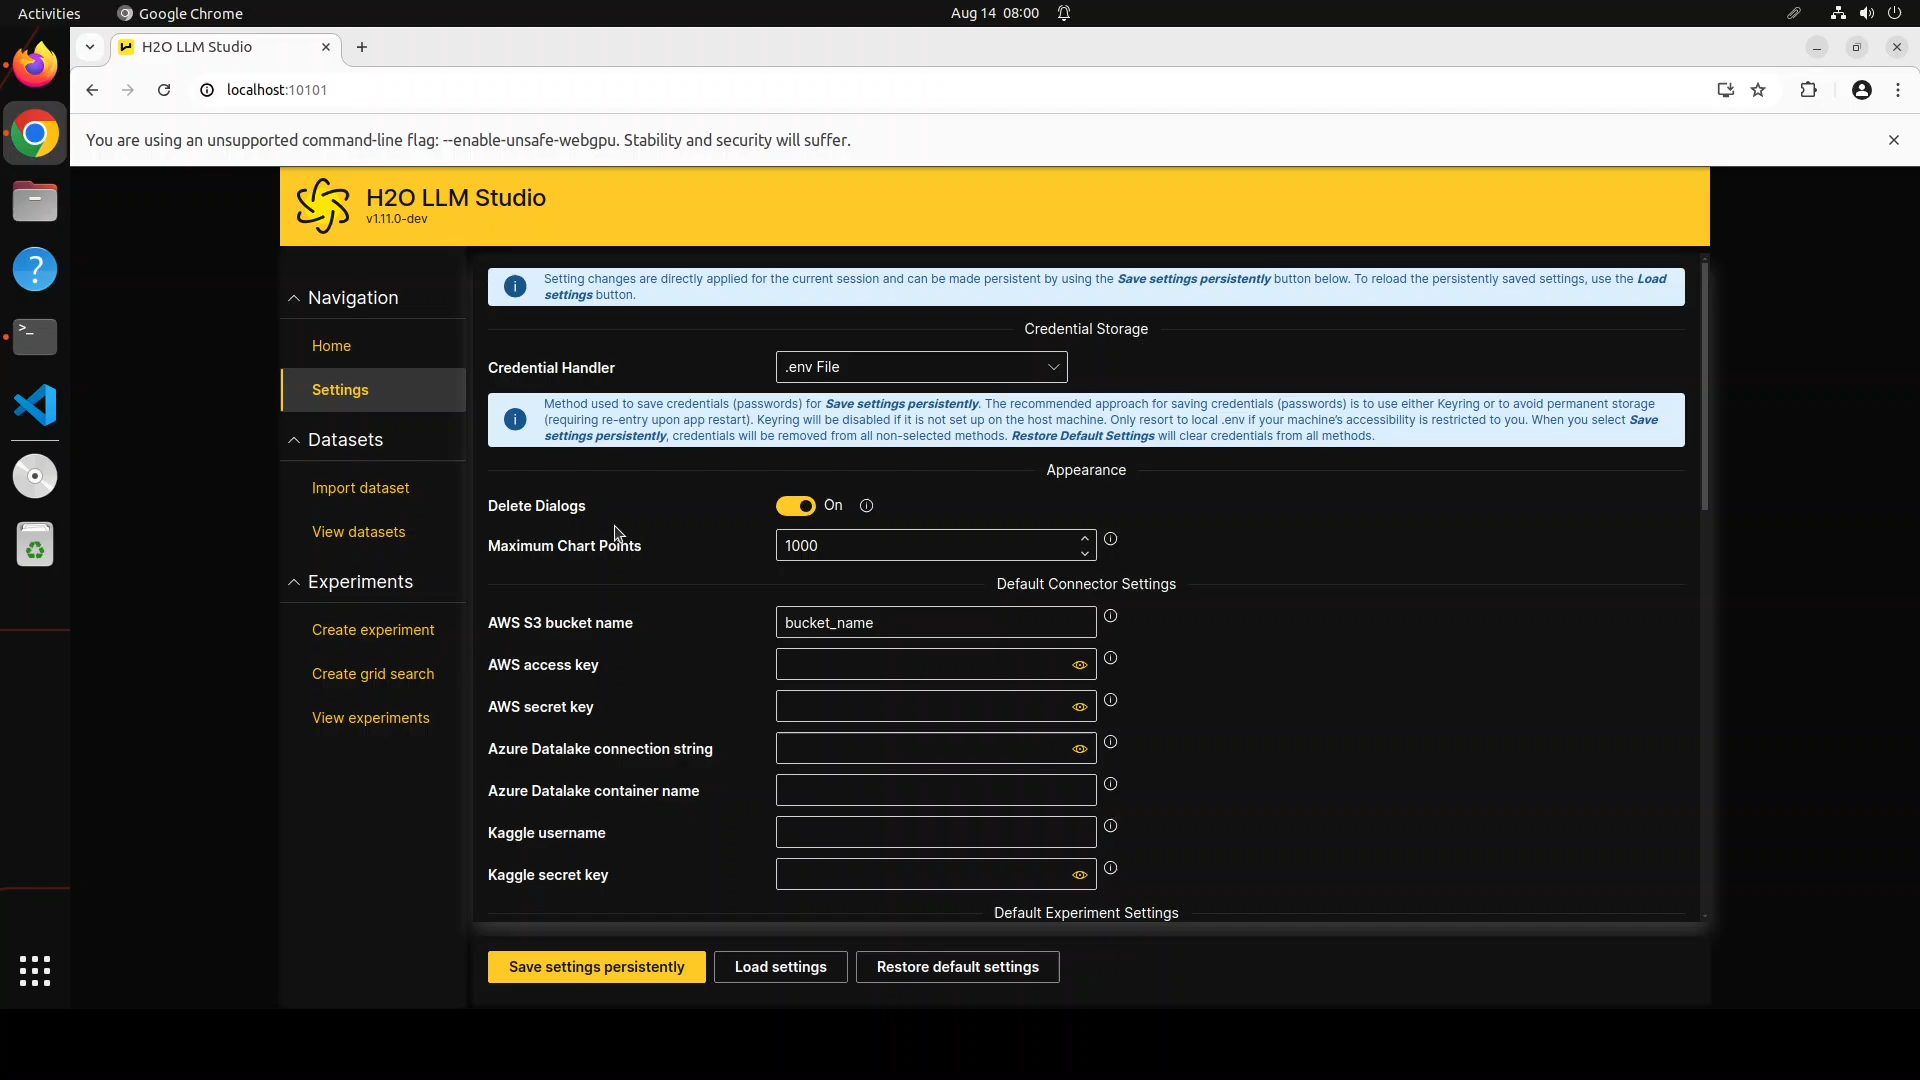 Activities
Google Chrome
Aug 14 08:00
H2O LLM Studio
localhost:10101
You are using an unsupported command-line flag: --enable-unsafe-webgpu. Stability and security will suffer.
H2O LLM Studio
v1.11.0-dev
Navigation
Home
Settings
Datasets
Import dataset
View datasets
Experiments
Create experiment
Create grid search
View experiments
Setting changes are directly applied for the current session and can be made persistent by using the Save settings persistently button below. To reload the persistently saved settings, use the Load
settings button.
Credential Storage
Credential Handler
.env File
Method used to save credentials (passwords) for Save settings persistently. The recommended approach for saving credentials (passwords) is to use either Keyring or to avoid permanent storage
(requiring re-entry upon app restart). Keyring will be disabled if it is not set up on the host machine. Only resort to local .env if your machine's accessibility is restricted to you. When you select Save
settings persistently, credentials will be removed from all non-selected methods. Restore Default Settings will clear credentials from all methods.
Appearance
Delete Dialogs
On
Maximum Chart Points
1000
Default Connector Settings
AWS S3 bucket name
bucket_name
AWS access key
AWS secret key
Azure Datalake connection string
Azure Datalake container name
Kaggle username
Kaggle secret key
Default Experiment Settings
Save settings persistently
Load settings
Restore default settings